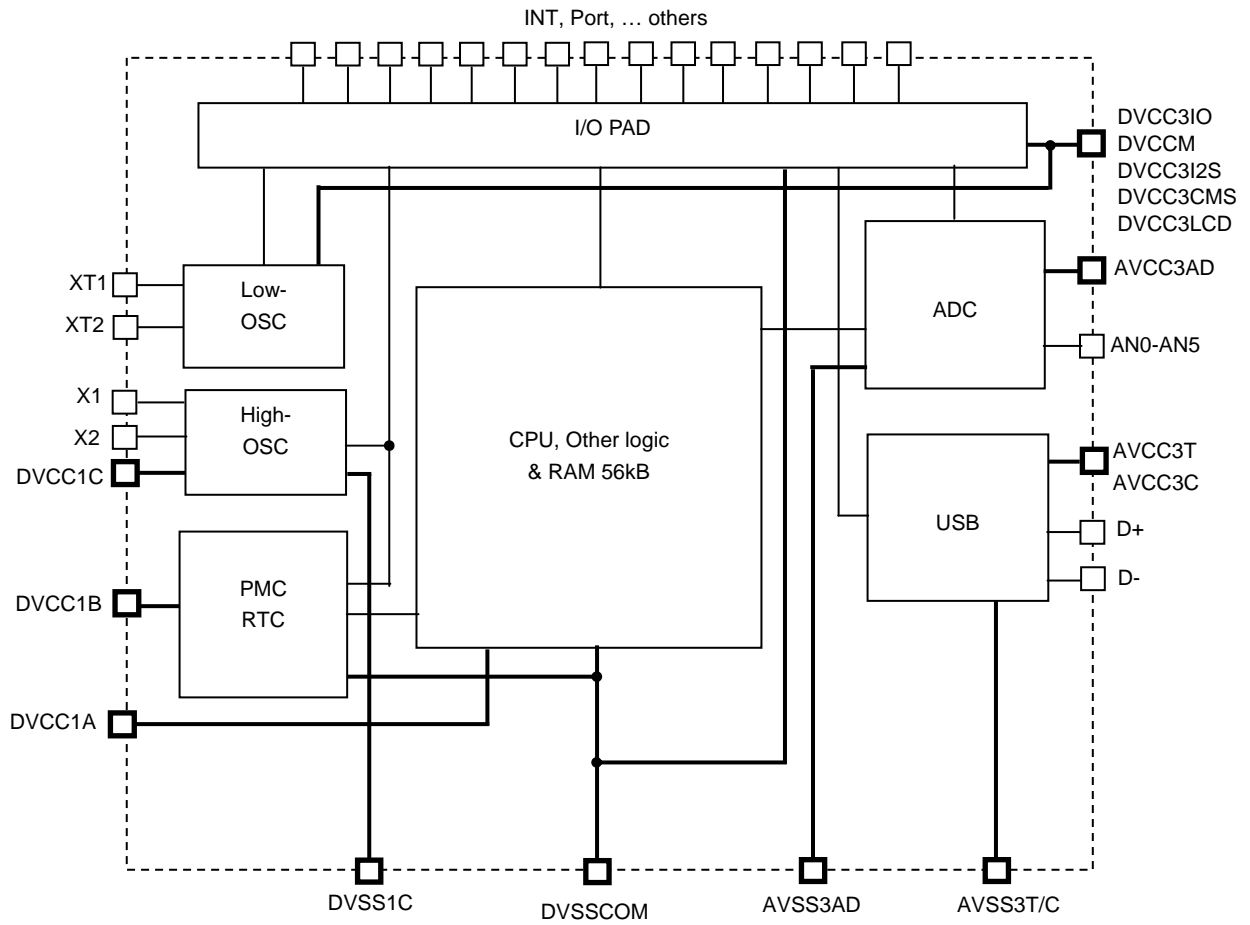 INT, Port, … others
I/O PAD
DVCC3IO
DVCCM
DVCC3I2S
DVCC3CMS
DVCC3LCD
XT1
XT2
Low-
OSC
ADC
AVCC3AD
AN0-AN5
X1
X2
DVCC1C
High-
OSC
CPU, Other logic
& RAM 56kB
AVCC3T
AVCC3C
USB
D+
D-
DVCC1B
PMC
RTC
DVCC1A
DVSS1C
DVSSCOM
AVSS3AD
AVSS3T/C